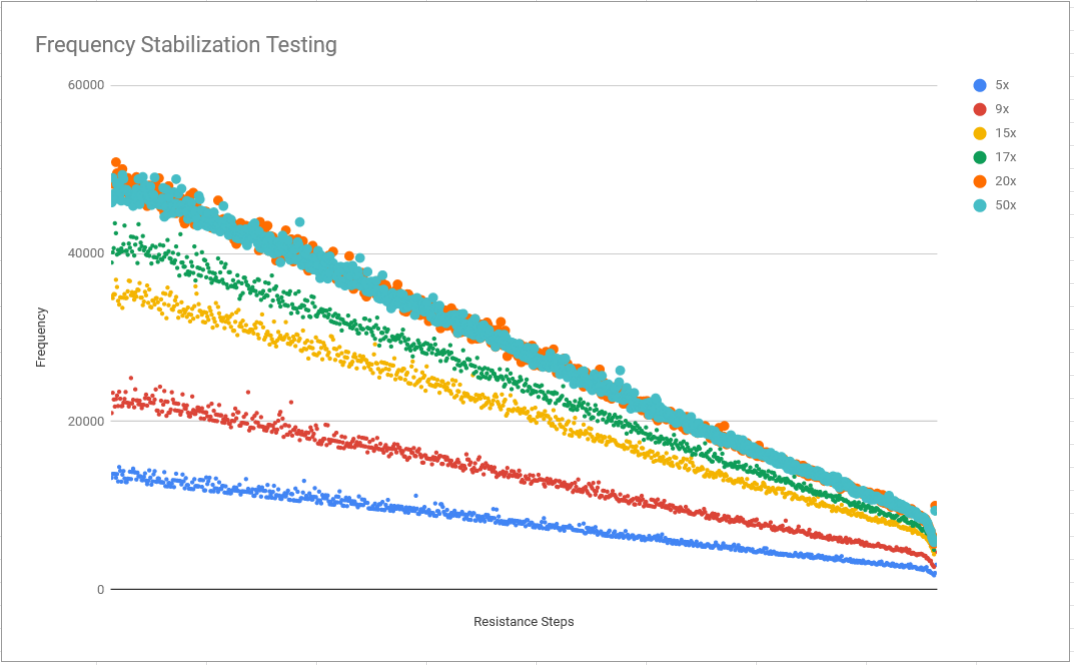 Frequency Stabilization Testing
60000
40000
20000
0
Frequency
Resistance Steps
5x
9x
15x
17x
20x
50x